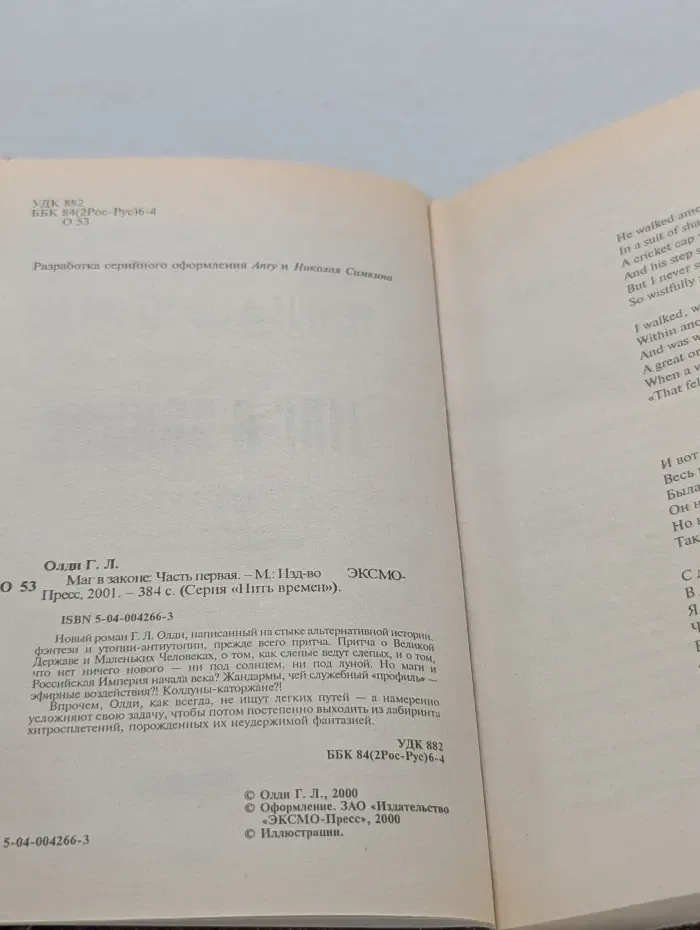 УДК 882
ББК 84(2Рос-Рус)6-4
О 53
Разработка серийного оформления Arry и Николая Симкина
Олди Г. Л.
О 53
Маг в законе: Часть первая. – М.: Изд-во ЭКСМО-
Пресс, 2001. – 384 с. (Серия «Нить времен»).
ISBN 5-04-004266-3
Новый роман Г. Л. Олди, написанный на стыке альтернативной истории,
фэнтези и утопии-антиутопии, прежде всего притча. Притча о Великой
Державе и Маленьких Человеках, о том, как слепые ведут слепых, и о том,
что нет ничего нового — ни под солнцем, ни под луной. Но маги и
Российская Империя начала века? Жандармы, чей служебный «профиль» —
эфирные воздействия?! Колдуны-каторжане?!
Впрочем, Олди, как всегда, не ищут легких путей — а намеренно
усложняют свою задачу, чтобы потом постепенно выходить из лабиринта
хитросплетений, порожденных их неудержимой фантазией.
УДК 882
ББК 84(2Рос-Рус)6-4
© Олди Г. Л., 2000
© Оформление. ЗАО «Издательство
«ЭКСМО-Пресс», 2000
© Иллюстрации.
5-04-004266-3
He walked
In a suit of
A cricket cap
And his step
But I never
So wistfully
I walked,
Within
And was
A great
When a
«That
И вот
Весь
Была
Он
Но
Так
С
В
Я